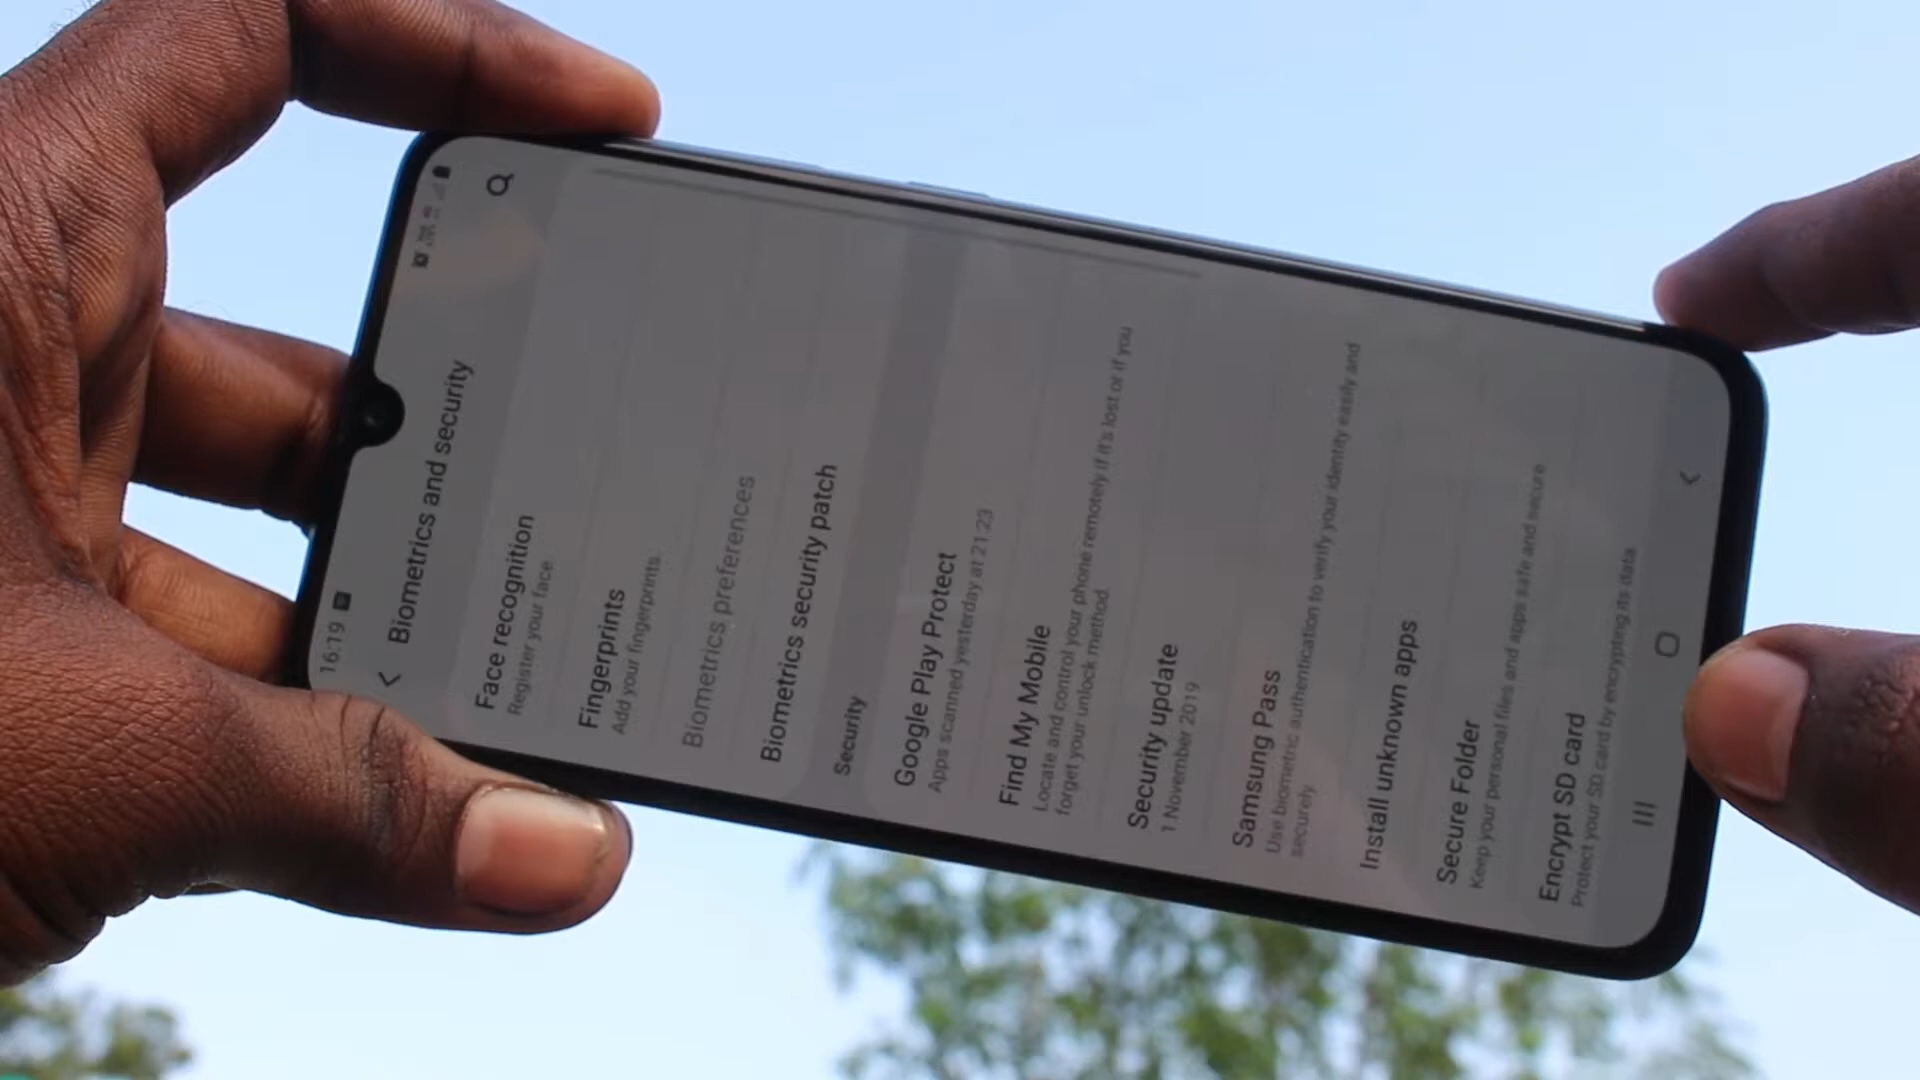 16:19
Biometrics and security
Face recognition
Register your face
Fingerprints
Add your fingerprints.
Biometrics preferences
Biometrics security patch
Security
Google Play Protect
Apps scanned yesterday at 21:23
Find My Mobile
Locate and control your phone remotely if it's lost or if you
forget your unlock method.
Security update
1 November 2019
Samsung Pass
Use biometric authentication to verify your identity easily and
securely.
Install unknown apps
Secure Folder
Keep your personal files and apps safe and secure.
Encrypt SD card
Protect your SD card by encrypting its data.